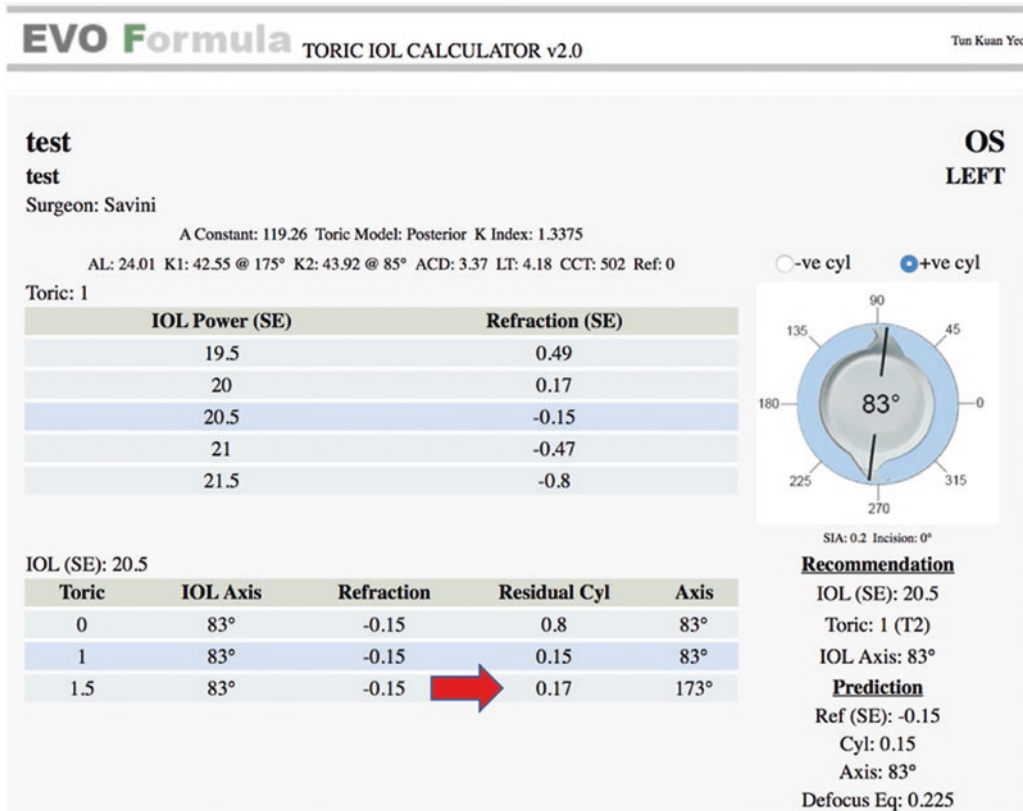 EVO Formula TORIC IOL CALCULATOR v2.0
Tun Kuan
test
OS
test
LEFT
Surgeon: Savini
A Constant: 119.26 Toric Model: Posterior K Index: 1.3375
AL: 24.01 K1: 42.55 @ 175° K2: 43.92 @ 85° ACD: 3.37 LT: 4.18 CCT: 502 Ref: 0
-ve cyl +ve cyl
Toric: 1
IOL Power (SE) Refraction (SE)
19.5 0.49
20 0.17
20.5 -0.15
21 -0.47
21.5 -0.8
90
135 45
180 83° 0
225 315
270
SIA: 0.2 Incision: 0°
IOL (SE): 20.5
Toric IOL Axis Refraction Residual Cyl Axis
0 83° -0.15 0.8 83°
1 83° -0.15 0.15 83°
1.5 83° -0.15 0.17 173°
Recommendation
IOL (SE): 20.5
Toric: 1 (T2)
IOL Axis: 83°
Prediction
Ref (SE): -0.15
Cyl: 0.15
Axis: 83°
Defocus Eq: 0.225